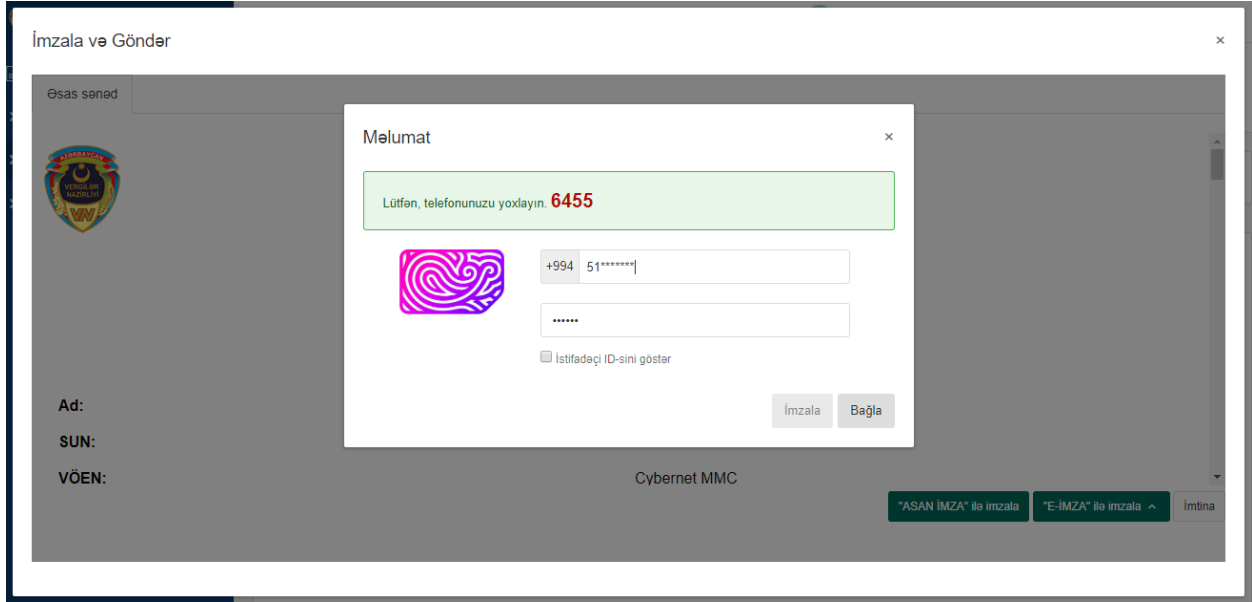 İmzala və Göndər
×
Əsas sənəd
AZƏRBAYCAN
VERGİLƏR
NAZİRLİYİ
VN
Məlumat
×
Lütfən, telefonunuzu yoxlayın. 6455
+994 51*******
••••••
İstifadəçi ID-sini göstər
İmzala Bağla
Ad:
SUN:
VÖEN:
Cybernet MMC
"ASAN İMZA" ilə imzala "E-İMZA" ilə imzala İmtina